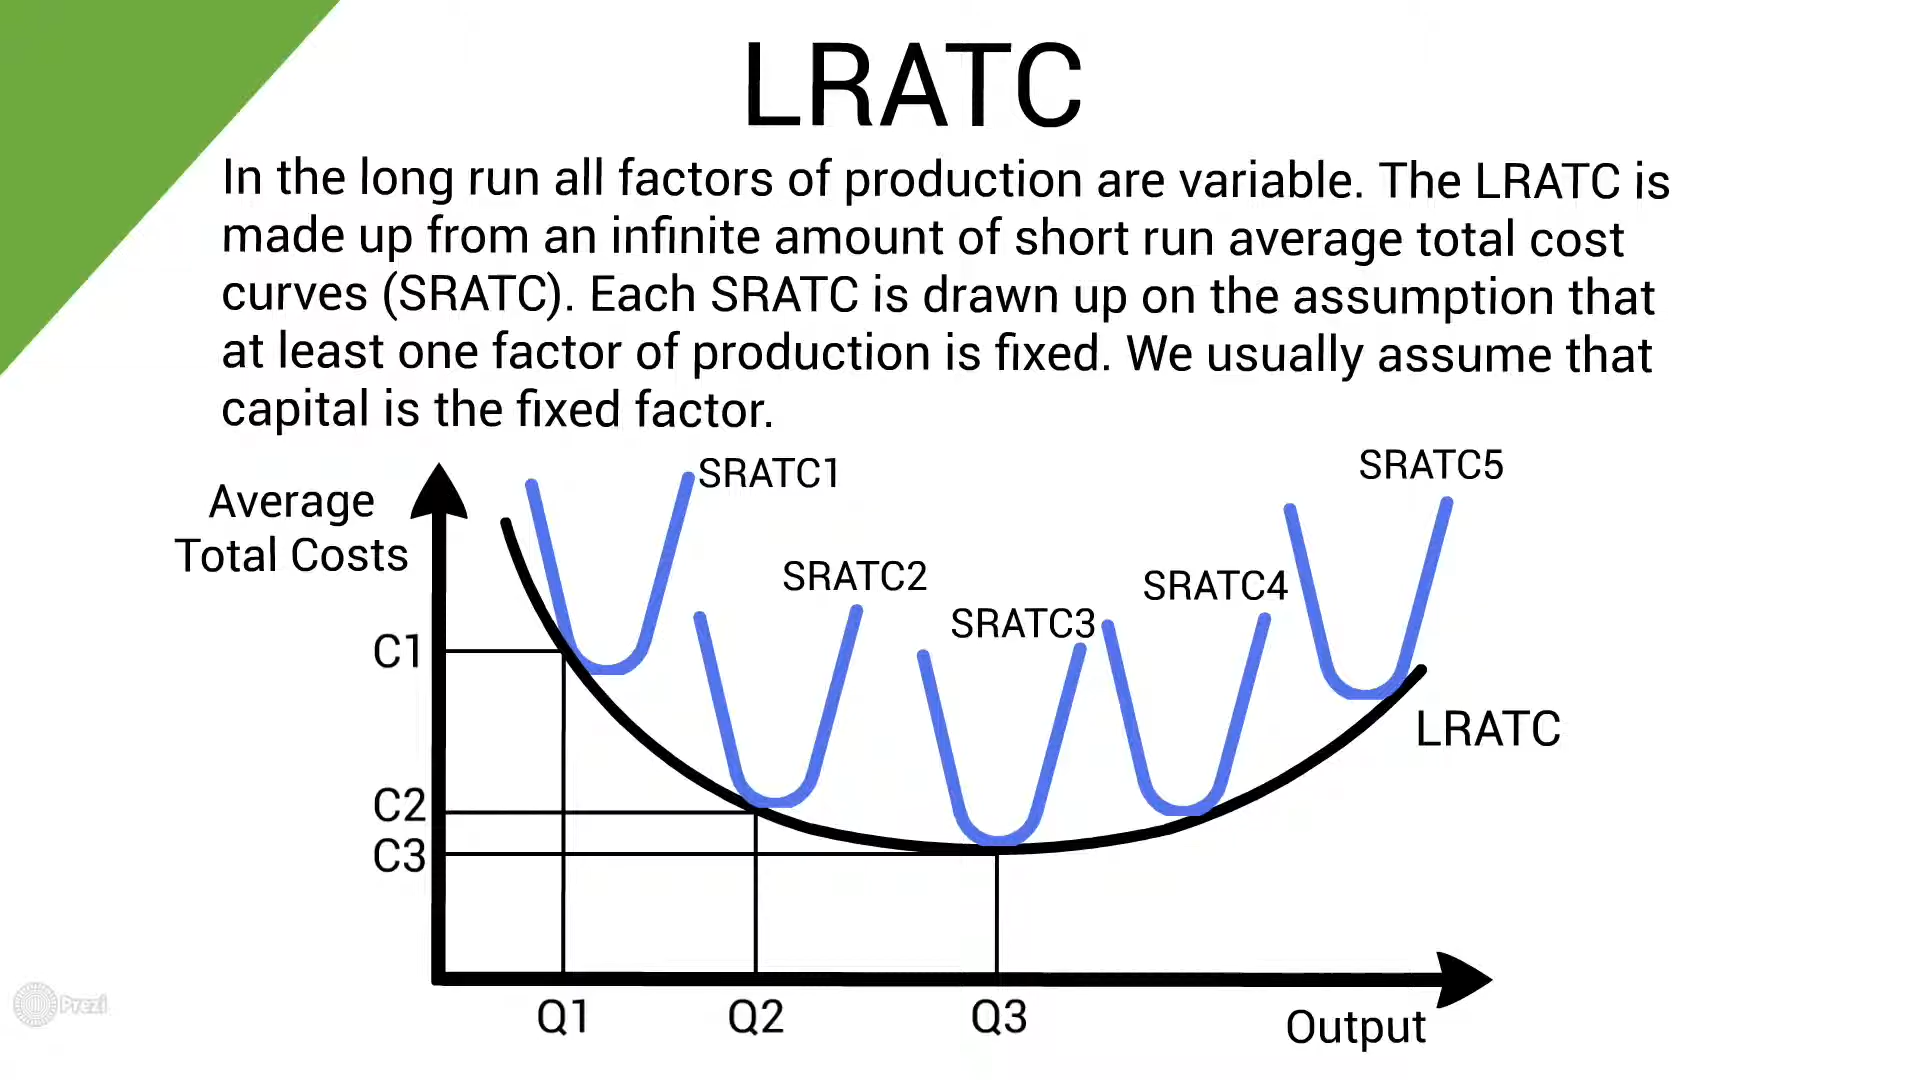 LRATC
In the long run all factors of production are variable. The LRATC is
made up from an infinite amount of short run average total cost
curves (SRATC). Each SRATC is drawn up on the assumption that
at least one factor of production is fixed. We usually assume that
capital is the fixed factor.
SRATC1
SRATC5
Average
Total Costs
SRATC2
SRATC4
SRATC3
C1
LRATC
C2
C3
Q1
Q2
Q3
Output
Prezi